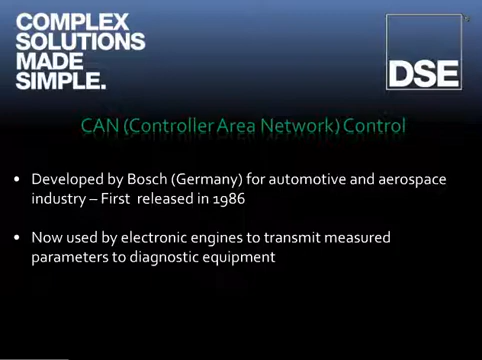 COMPLEX
SOLUTIONS
MADE
SIMPLE.
DSE
CAN (Controller Area Network) Control
• Developed by Bosch (Germany) for automotive and aerospace
industry – First released in 1986
• Now used by electronic engines to transmit measured
parameters to diagnostic equipment